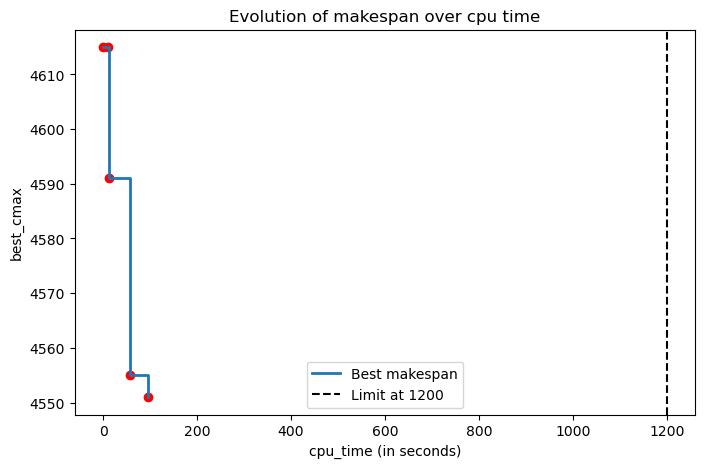 Evolution of makespan over cpu time
best_cmax
4610
4600
4590
4580
4570
4560
4550
Best makespan
Limit at 1200
0
200
400
600
800
1000
1200
cpu_time (in seconds)